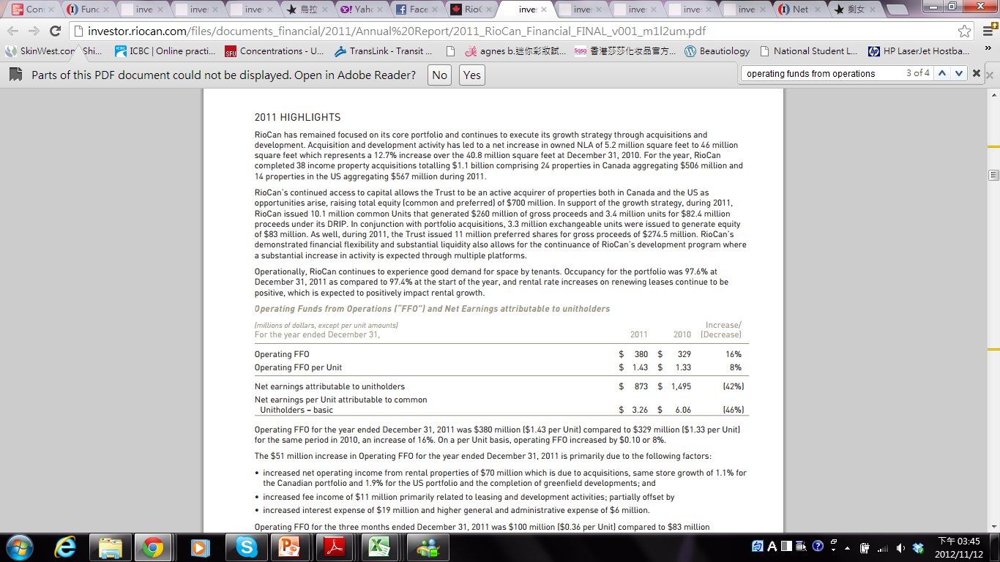 Con
Func
inve
inve
inve
烏拉
Yah
Face
Rio
inve
inve
inve
inve
inve
Net
剩女
investor.riocan.com/files/documents_financial/2011/Annual%20Report/2011_RioCan_Financial_FINAL_v001_m1l2um.pdf
SkinWest.com Shi...
ICBC | Online practi...
SFU Concentrations - U...
TransLink - Transit ...
agnes b.迷你彩妝試...
Sasa 香港莎莎化妝品官方...
Beautiology
National Student L...
HP LaserJet Hostba...
Parts of this PDF document could not be displayed. Open in Adobe Reader? No Yes
operating funds from operations 3 of 4
2011 HIGHLIGHTS
RioCan has remained focused on its core portfolio and continues to execute its growth strategy through acquisitions and
development. Acquisition and development activity has led to a net increase in owned NLA of 5.2 million square feet to 46 million
square feet which represents a 12.7% increase over the 40.8 million square feet at December 31, 2010. For the year, RioCan
completed 38 income property acquisitions totalling $1.1 billion comprising 24 properties in Canada aggregating $506 million and
14 properties in the US aggregating $567 million during 2011.
RioCan's continued access to capital allows the Trust to be an active acquirer of properties both in Canada and the US as
opportunities arise, raising total equity (common and preferred) of $700 million. In support of the growth strategy, during 2011,
RioCan issued 10.1 million common Units that generated $260 million of gross proceeds and 3.4 million units for $82.4 million
proceeds under its DRIP. In conjunction with portfolio acquisitions, 3.3 million exchangeable units were issued to generate equity
of $83 million. As well, during 2011, the Trust issued 11 million preferred shares for gross proceeds of $274.5 million. RioCan's
demonstrated financial flexibility and substantial liquidity also allows for the continuance of RioCan's development program where
a substantial increase in activity is expected through multiple platforms.
Operationally, RioCan continues to experience good demand for space by tenants. Occupancy for the portfolio was 97.6% at
December 31, 2011 as compared to 97.4% at the start of the year, and rental rate increases on renewing leases continue to be
positive, which is expected to positively impact rental growth.
Operating Funds from Operations ("FFO") and Net Earnings attributable to unitholders
(millions of dollars, except per unit amounts) Increase/
For the year ended December 31, 2011 2010 (Decrease)
Operating FFO $ 380 $ 329 16%
Operating FFO per Unit $ 1.43 $ 1.33 8%
Net earnings attributable to unitholders $ 873 $ 1,495 (42%)
Net earnings per Unit attributable to common
Unitholders – basic $ 3.26 $ 6.06 (46%)
Operating FFO for the year ended December 31, 2011 was $380 million ($1.43 per Unit) compared to $329 million ($1.33 per Unit)
for the same period in 2010, an increase of 16%. On a per Unit basis, operating FFO increased by $0.10 or 8%.
The $51 million increase in Operating FFO for the year ended December 31, 2011 is primarily due to the following factors:
• increased net operating income from rental properties of $70 million which is due to acquisitions, same store growth of 1.1% for
the Canadian portfolio and 1.9% for the US portfolio and the completion of greenfield developments; and
• increased fee income of $11 million primarily related to leasing and development activities; partially offset by
• increased interest expense of $19 million and higher general and administrative expense of $6 million.
Operating FFO for the three months ended December 31, 2011 was $100 million ($0.36 per Unit) compared to $83 million
下午 03:45
2012/11/12